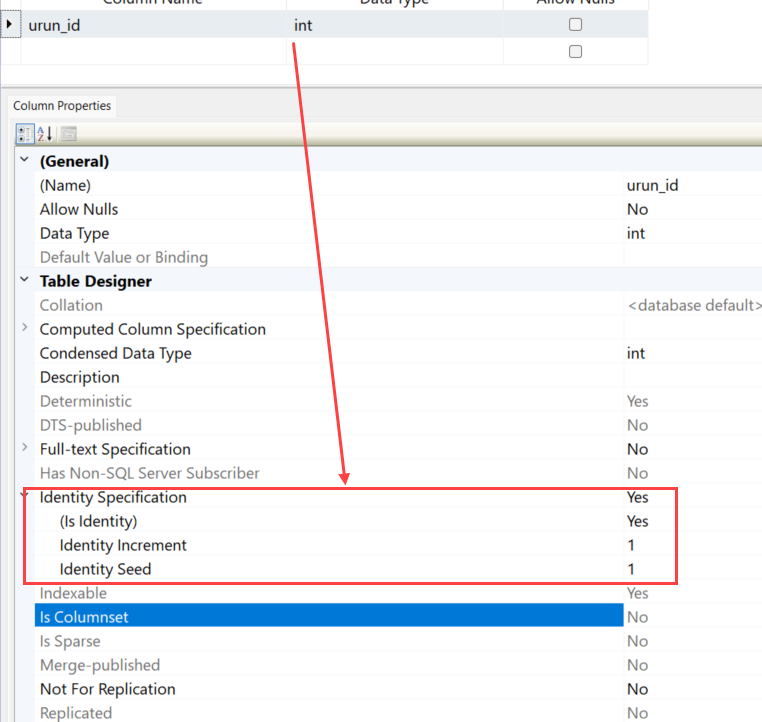 Column Name Data Type Allow Nulls
urun_id int
Column Properties
(General)
(Name) urun_id
Allow Nulls No
Data Type int
Default Value or Binding
Table Designer
Collation <database default>
Computed Column Specification
Condensed Data Type int
Description
Deterministic Yes
DTS-published No
Full-text Specification No
Has Non-SQL Server Subscriber No
Identity Specification Yes
(Is Identity) Yes
Identity Increment 1
Identity Seed 1
Indexable Yes
Is Columnset No
Is Sparse No
Merge-published No
Not For Replication No
Replicated No